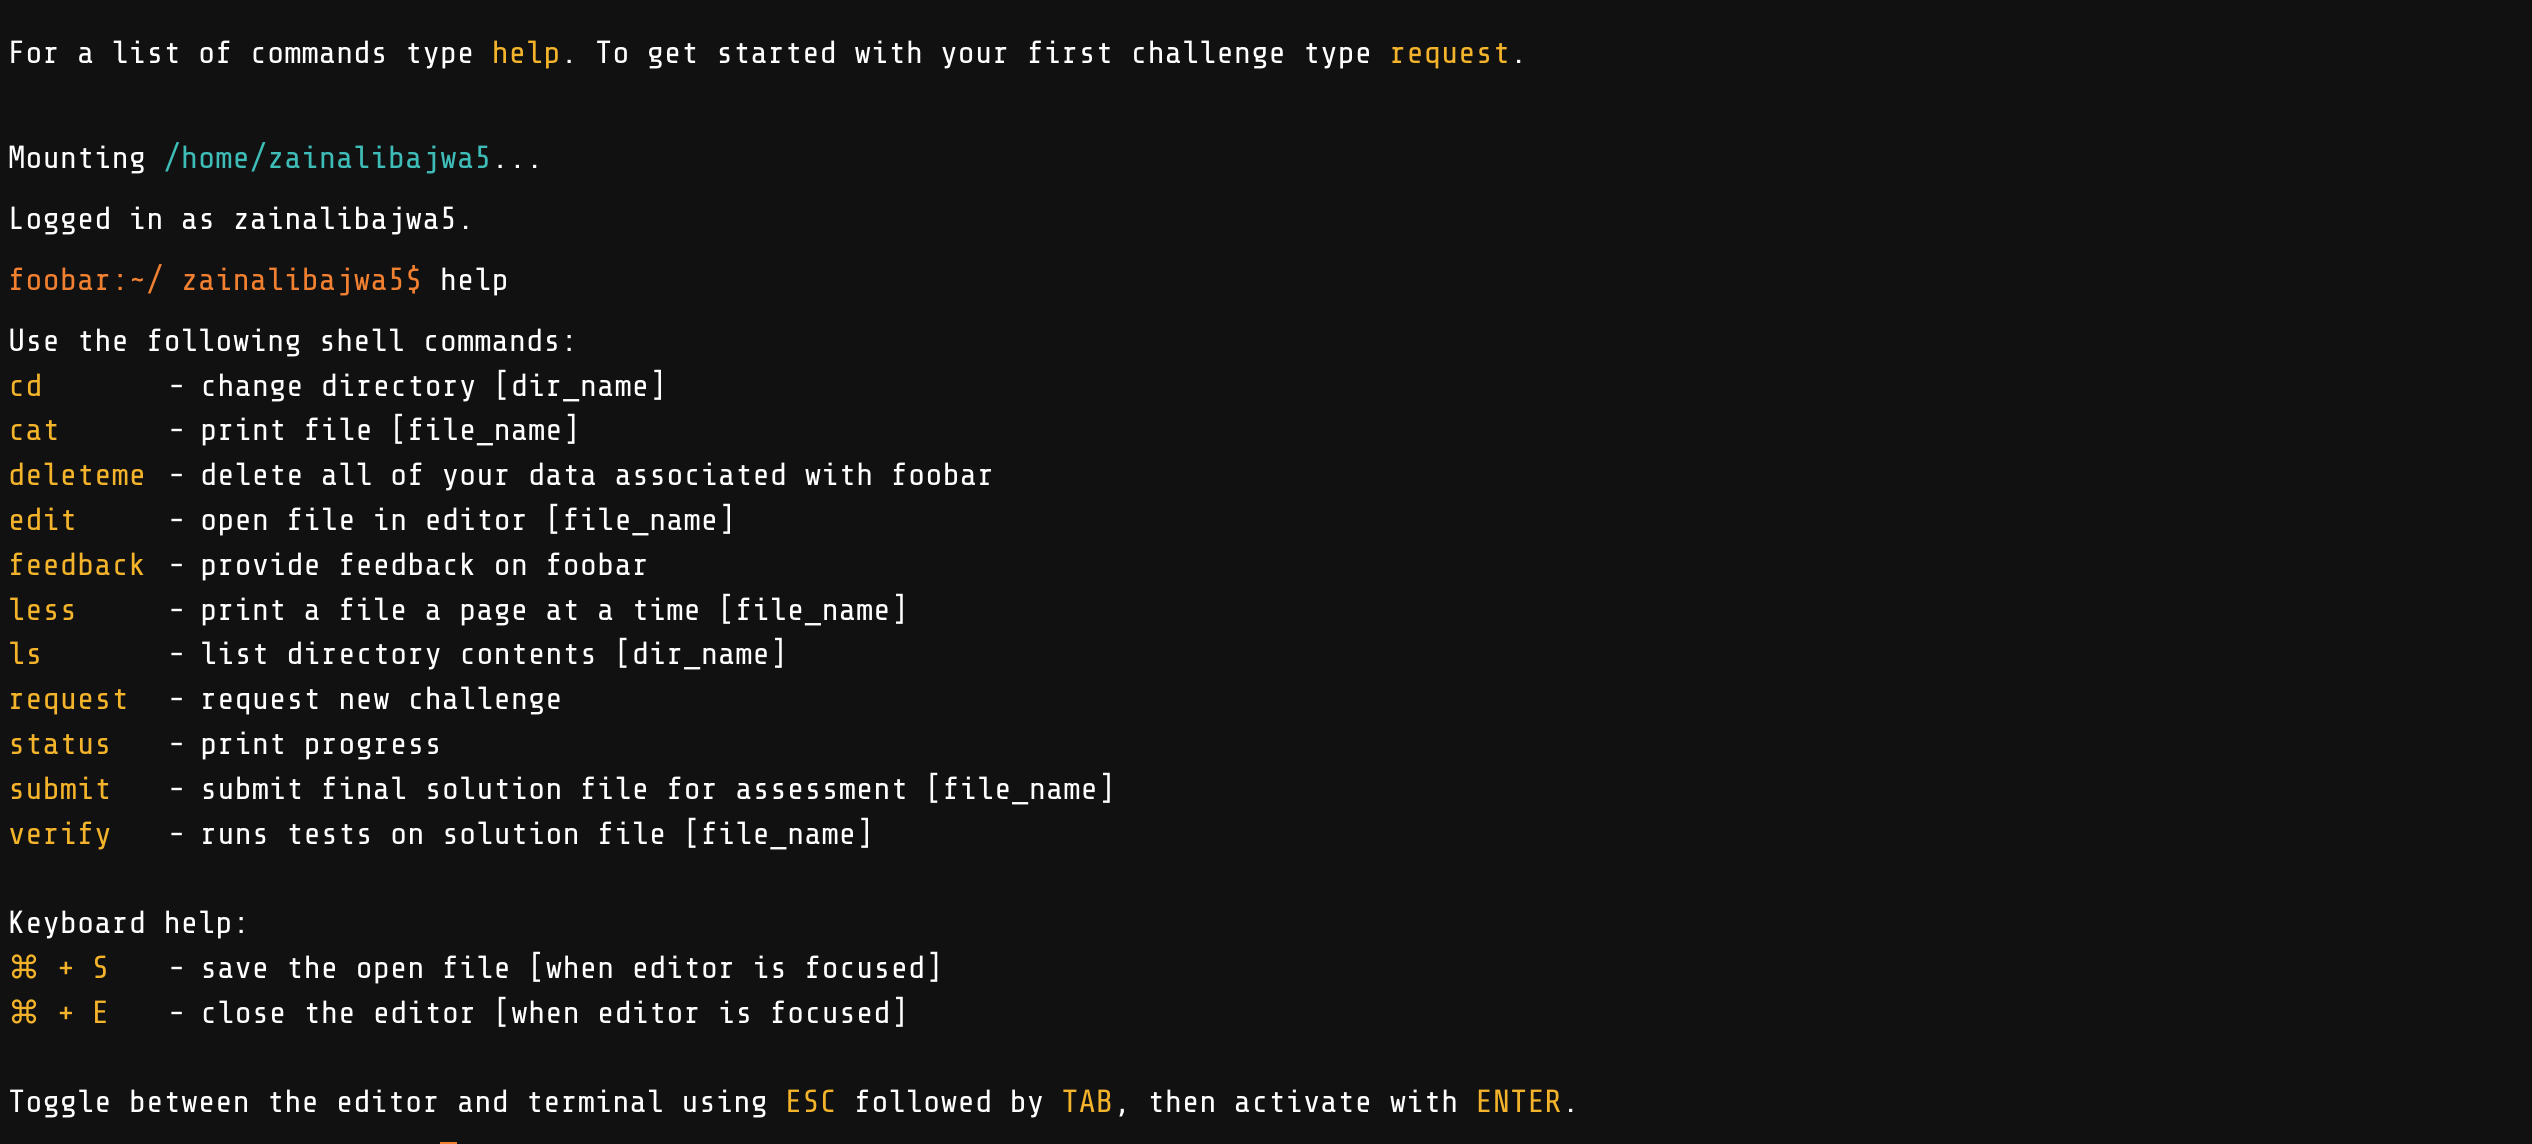 For a list of commands type help. To get started with your first challenge type request.
Mounting /home/zainalibajwa5...
Logged in as zainalibajwa5.
foobar:~/ zainalibajwa5$ help
Use the following shell commands:
cd - change directory [dir_name]
cat - print file [file_name]
deleteme - delete all of your data associated with foobar
edit - open file in editor [file_name]
feedback - provide feedback on foobar
less - print a file a page at a time [file_name]
ls - list directory contents [dir_name]
request - request new challenge
status - print progress
submit - submit final solution file for assessment [file_name]
verify - runs tests on solution file [file_name]
Keyboard help:
⌘ + S - save the open file [when editor is focused]
⌘ + E - close the editor [when editor is focused]
Toggle between the editor and terminal using ESC followed by TAB, then activate with ENTER.